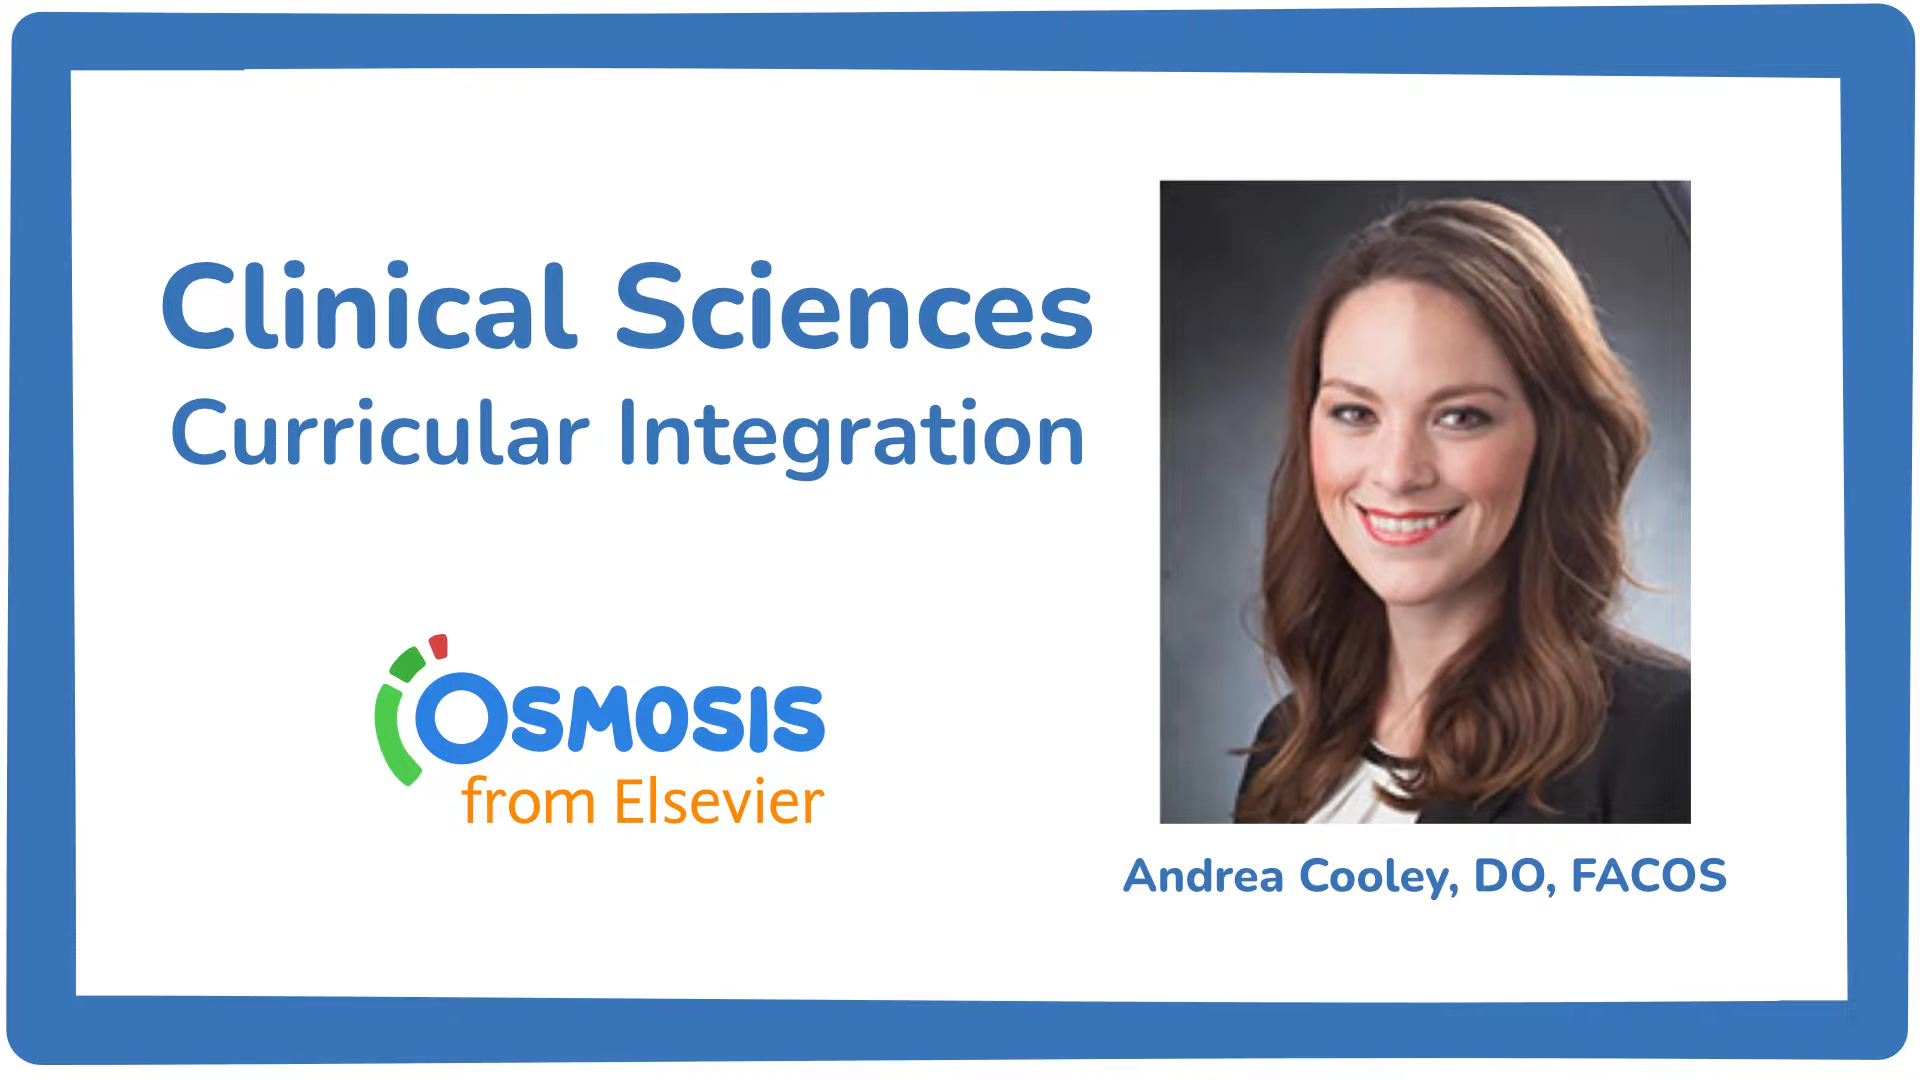 Clinical Sciences
Curricular Integration
OSMOSIS
from Elsevier
Andrea Cooley, DO, FACOS